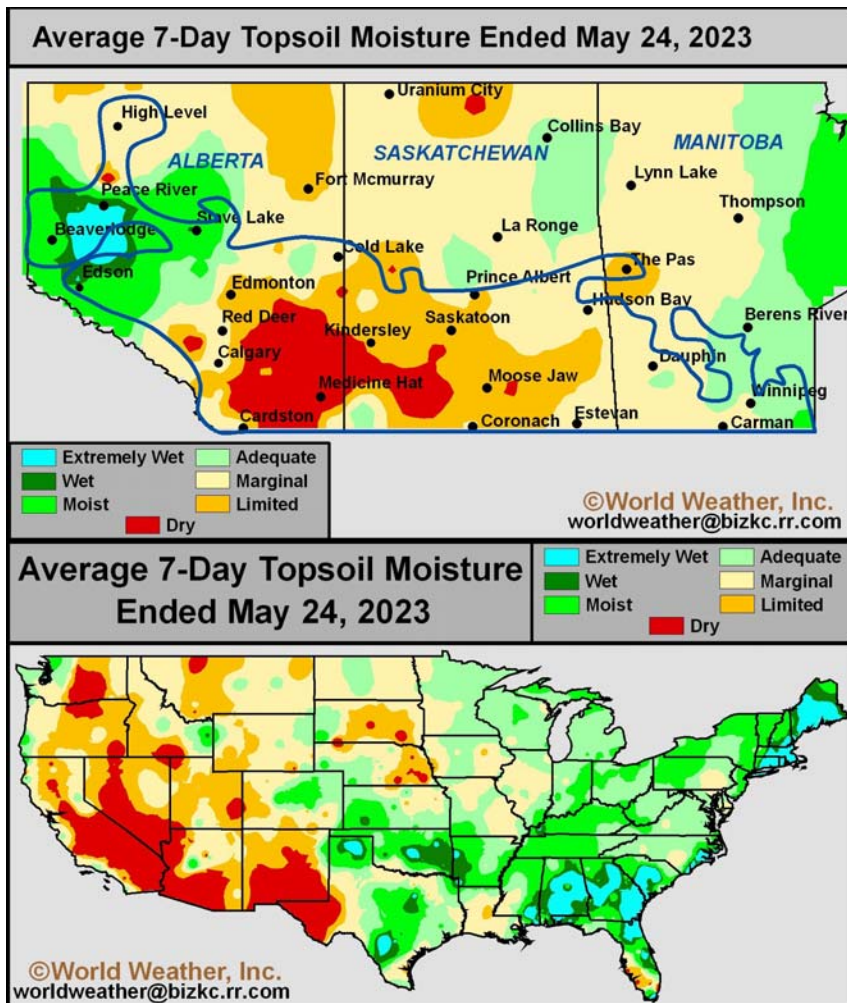 Average 7-Day Topsoil Moisture Ended May 24, 2023
Uranium City
High Level
Collins Bay
ALBERTA
SASKATCHEWAN
MANITOBA
Fort Mcmurray
Lynn Lake
Peace River
Thompson
Slave Lake
Beaverlodge
La Ronge
Cold Lake
The Pas
Edson
Edmonton
Prince Albert
Hudson Bay
Berens River
Red Deer
Kindersley
Saskatoon
Calgary
Dauphin
Medicine Hat
Moose Jaw
Winnipeg
Cardston
Coronach
Estevan
Carman
Extremely Wet
Adequate
Wet
Marginal
Moist
Limited
Dry
©World Weather, Inc.
worldweather@bizkc.rr.com
Average 7-Day Topsoil Moisture
Ended May 24, 2023
Extremely Wet
Adequate
Wet
Marginal
Moist
Limited
Dry
©World Weather, Inc.
worldweather@bizkc.rr.com